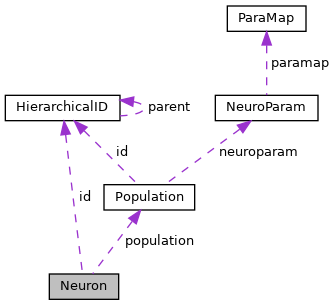 ParaMap
paramap
HierarchicalID
parent
NeuroParam
id
neuroparam
id
Population
population
Neuron